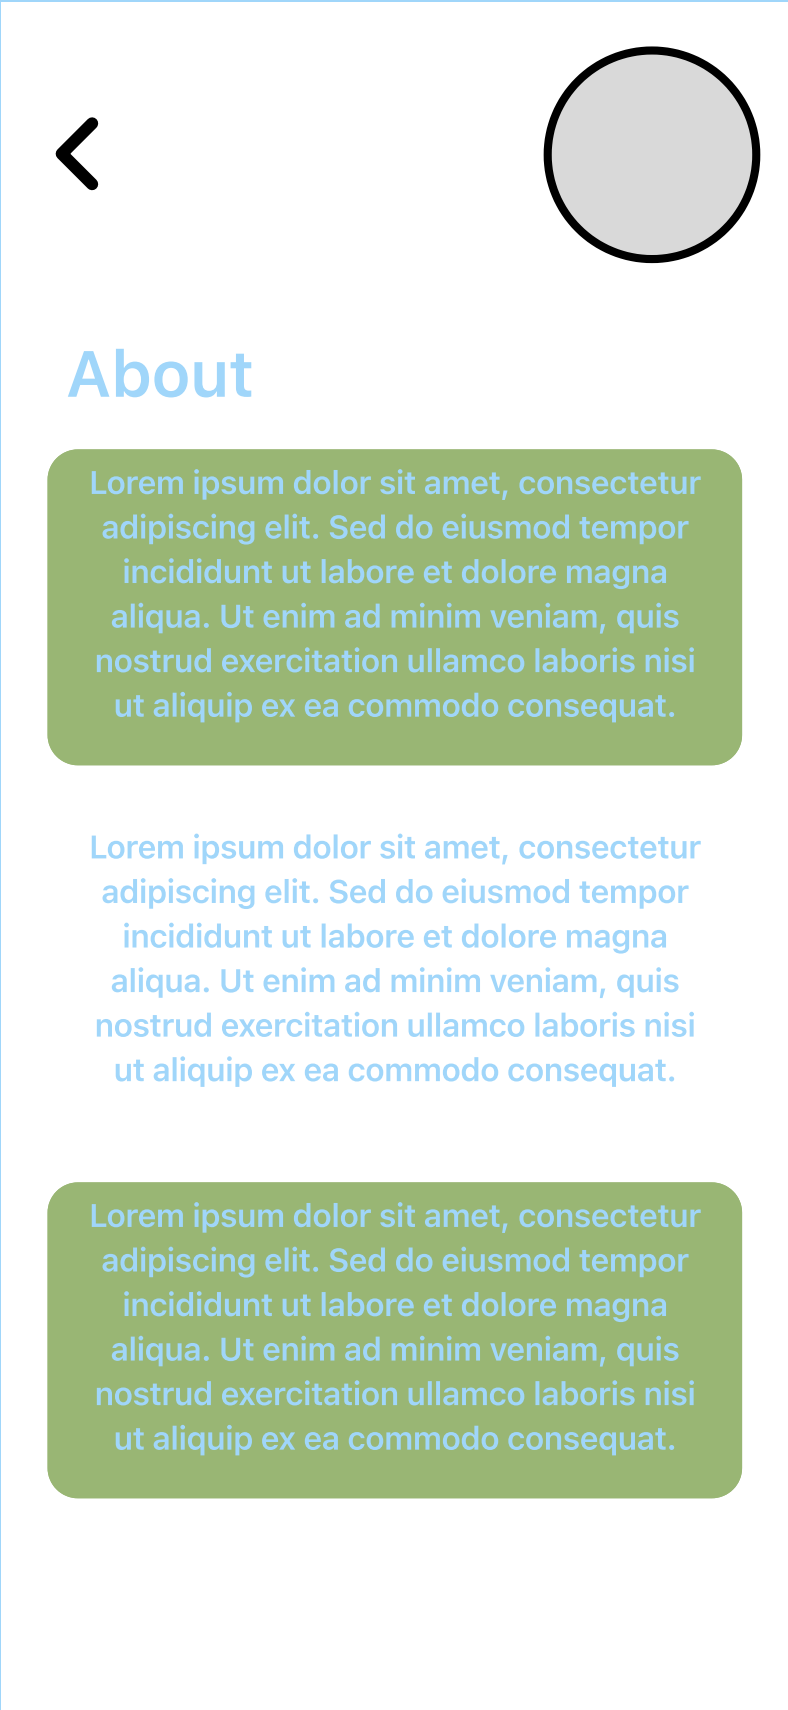 About
Lorem ipsum dolor sit amet, consectetur
adipiscing elit. Sed do eiusmod tempor
incididunt ut labore et dolore magna
aliqua. Ut enim ad minim veniam, quis
nostrud exercitation ullamco laboris nisi
ut aliquip ex ea commodo consequat.
Lorem ipsum dolor sit amet, consectetur
adipiscing elit. Sed do eiusmod tempor
incididunt ut labore et dolore magna
aliqua. Ut enim ad minim veniam, quis
nostrud exercitation ullamco laboris nisi
ut aliquip ex ea commodo consequat.
Lorem ipsum dolor sit amet, consectetur
adipiscing elit. Sed do eiusmod tempor
incididunt ut labore et dolore magna
aliqua. Ut enim ad minim veniam, quis
nostrud exercitation ullamco laboris nisi
ut aliquip ex ea commodo consequat.